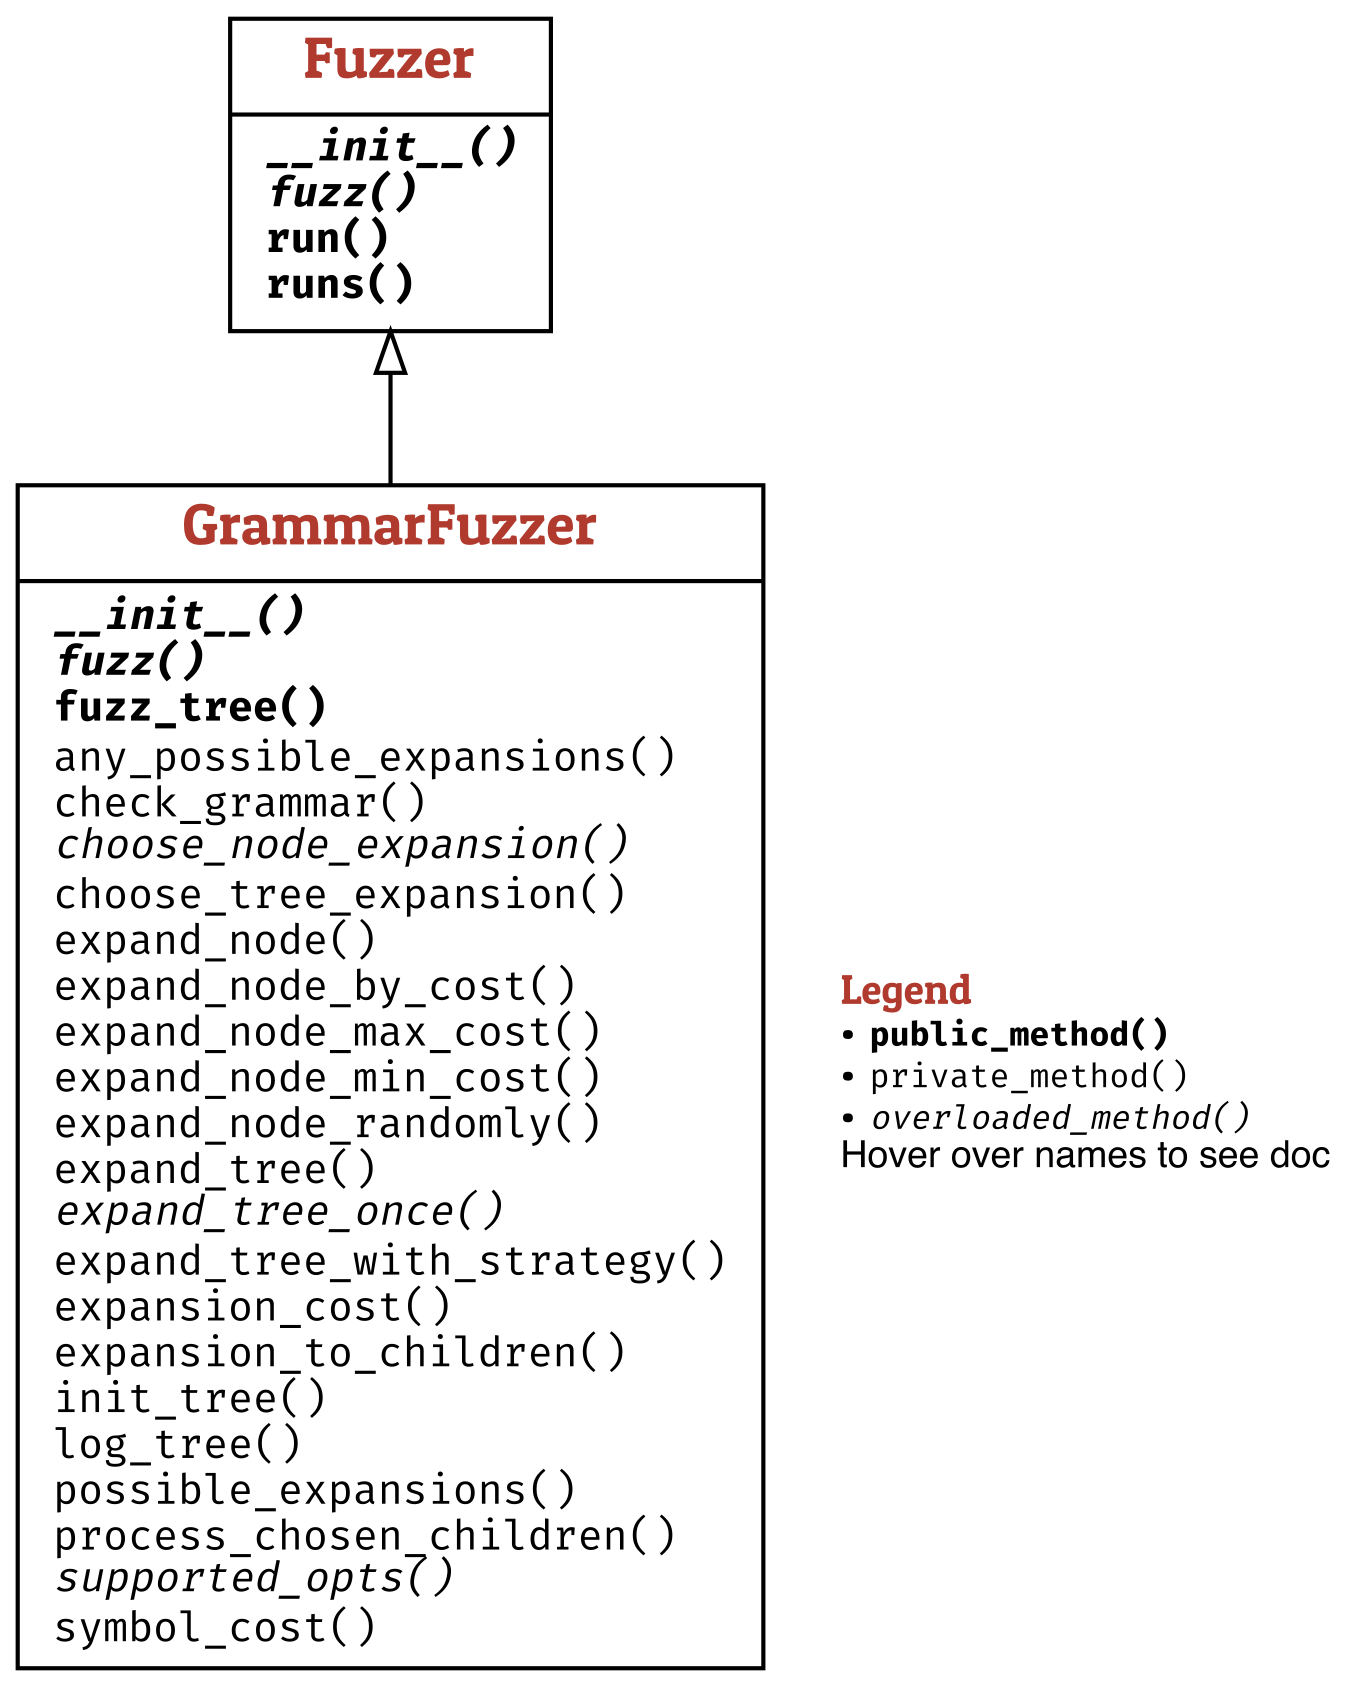 Fuzzer
__init__()
fuzz()
run()
runs()
GrammarFuzzer
__init__()
fuzz()
fuzz_tree()
any_possible_expansions()
check_grammar()
choose_node_expansion()
choose_tree_expansion()
expand_node()
expand_node_by_cost()
expand_node_max_cost()
expand_node_min_cost()
expand_node_randomly()
expand_tree()
expand_tree_once()
expand_tree_with_strategy()
expansion_cost()
expansion_to_children()
init_tree()
log_tree()
possible_expansions()
process_chosen_children()
supported_opts()
symbol_cost()
Legend
• public_method()
• private_method()
• overloaded_method()
Hover over names to see doc